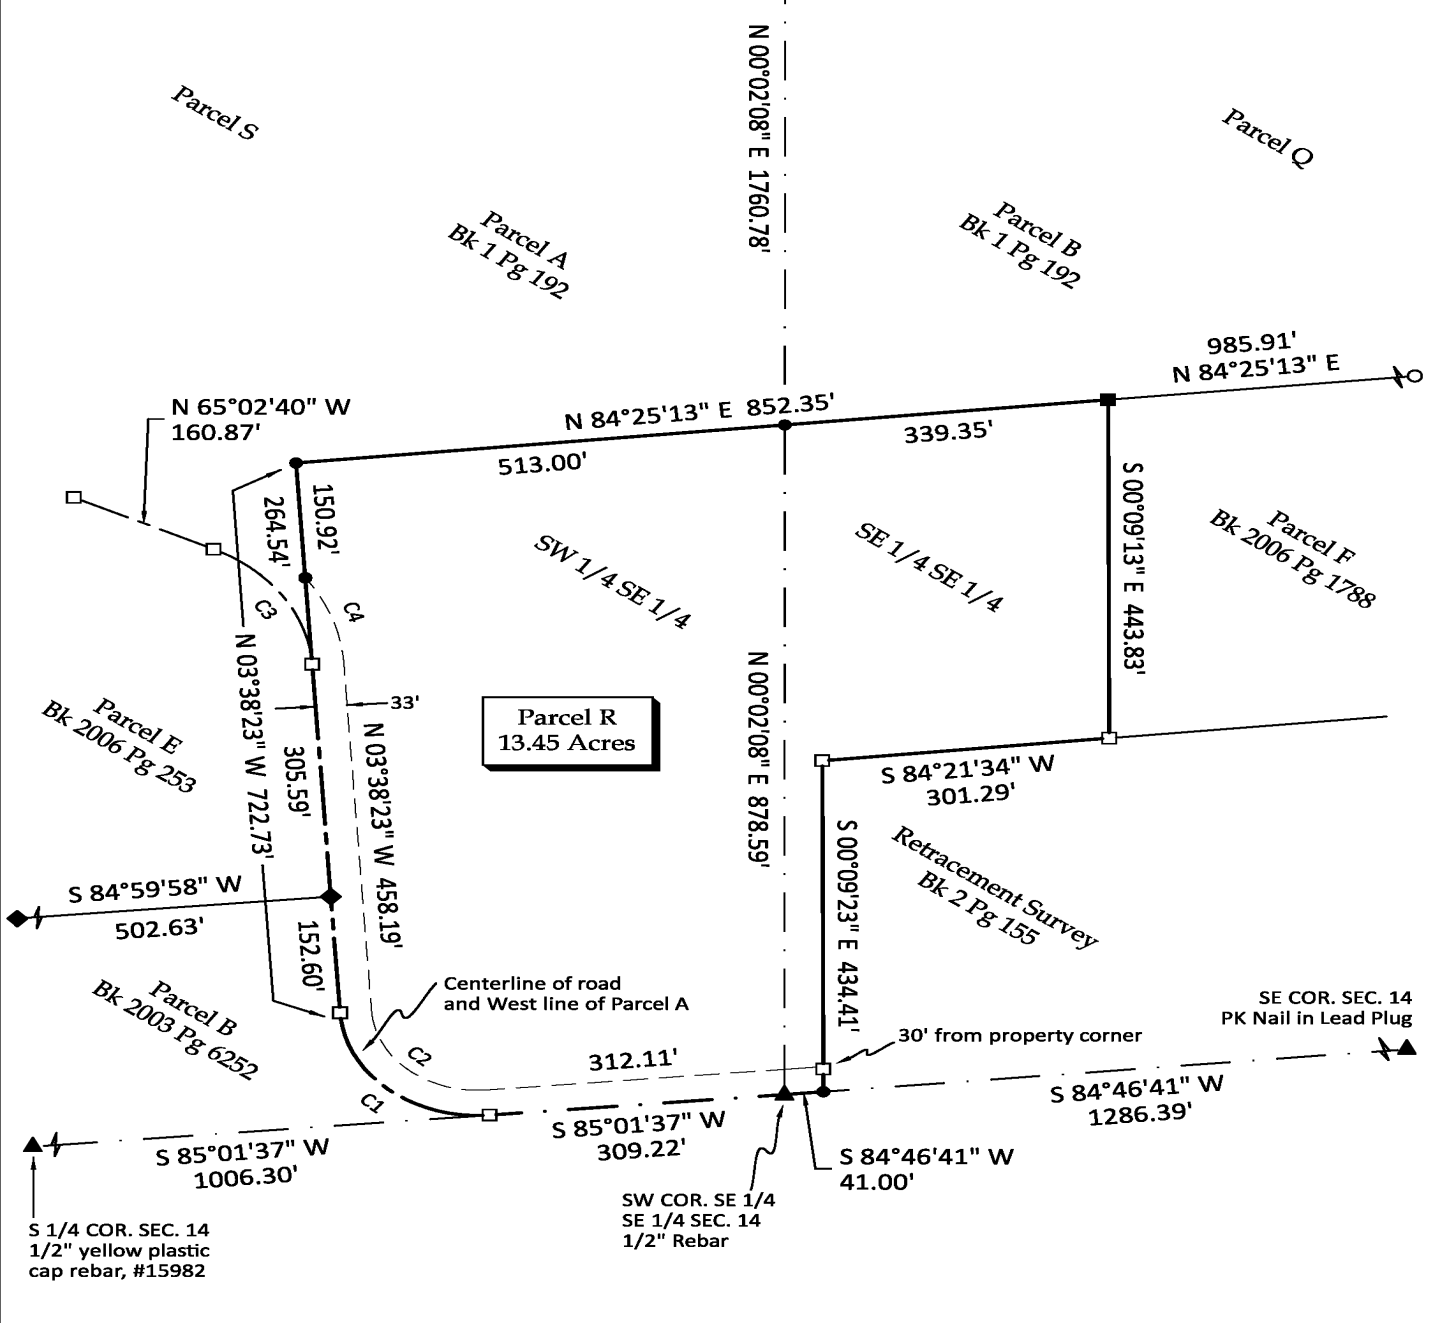 N 00°02'08" E 1760.78'
Parcel S
Parcel Q
Parcel A
Bk 1 Pg 192
Parcel B
Bk 1 Pg 192
985.91'
N 84°25'13" E
N 65°02'40" W
160.87'
N 84°25'13" E 852.35'
513.00'
339.35'
150.92'
264.54'
S 00°09'13" E 443.83'
Parcel F
Bk 2006 Pg 1788
SW 1/4 SE 1/4
SE 1/4 SE 1/4
C3
C4
N 03°38'23" W 722.73'
33'
Parcel E
Bk 2006 Pg 253
Parcel R
13.45 Acres
305.59'
N 03°38'23" W 458.19'
N 00°02'08" E 878.59'
S 84°21'34" W
301.29'
S 00°09'23" E 434.41'
Retracement Survey
Bk 2 Pg 155
S 84°59'58" W
502.63'
152.60'
Parcel B
Bk 2003 Pg 6252
Centerline of road
and West line of Parcel A
SE COR. SEC. 14
PK Nail in Lead Plug
30' from property corner
C2
312.11'
C1
S 84°46'41" W
1286.39'
S 85°01'37" W
309.22'
S 85°01'37" W
1006.30'
S 84°46'41" W
41.00'
SW COR. SE 1/4
SE 1/4 SEC. 14
1/2" Rebar
S 1/4 COR. SEC. 14
1/2" yellow plastic
cap rebar, #15982